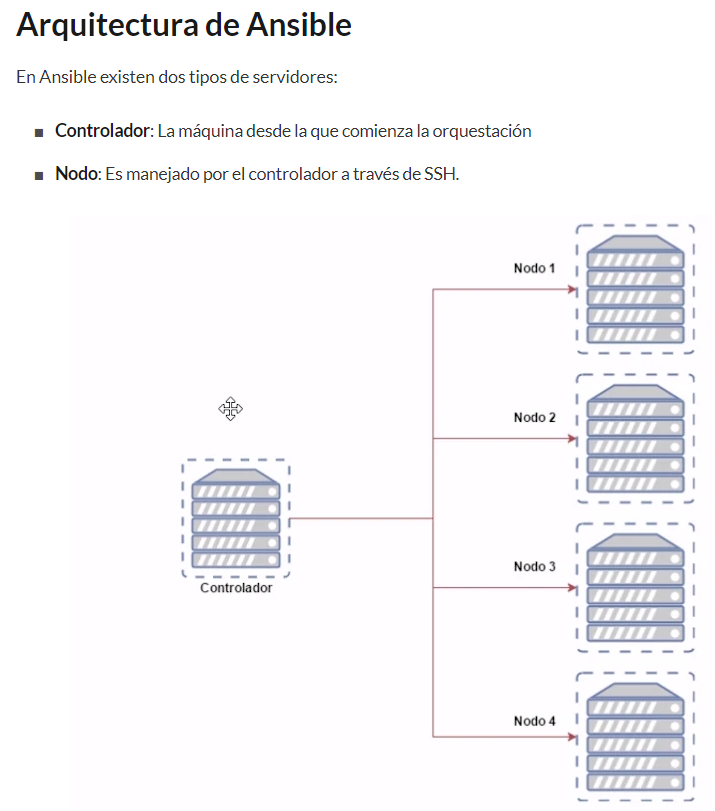 Arquitectura de Ansible
En Ansible existen dos tipos de servidores:
Controlador: La máquina desde la que comienza la orquestación
Nodo: Es manejado por el controlador a través de SSH.
Nodo 1
Nodo 2
Nodo 3
Controlador
Nodo 4